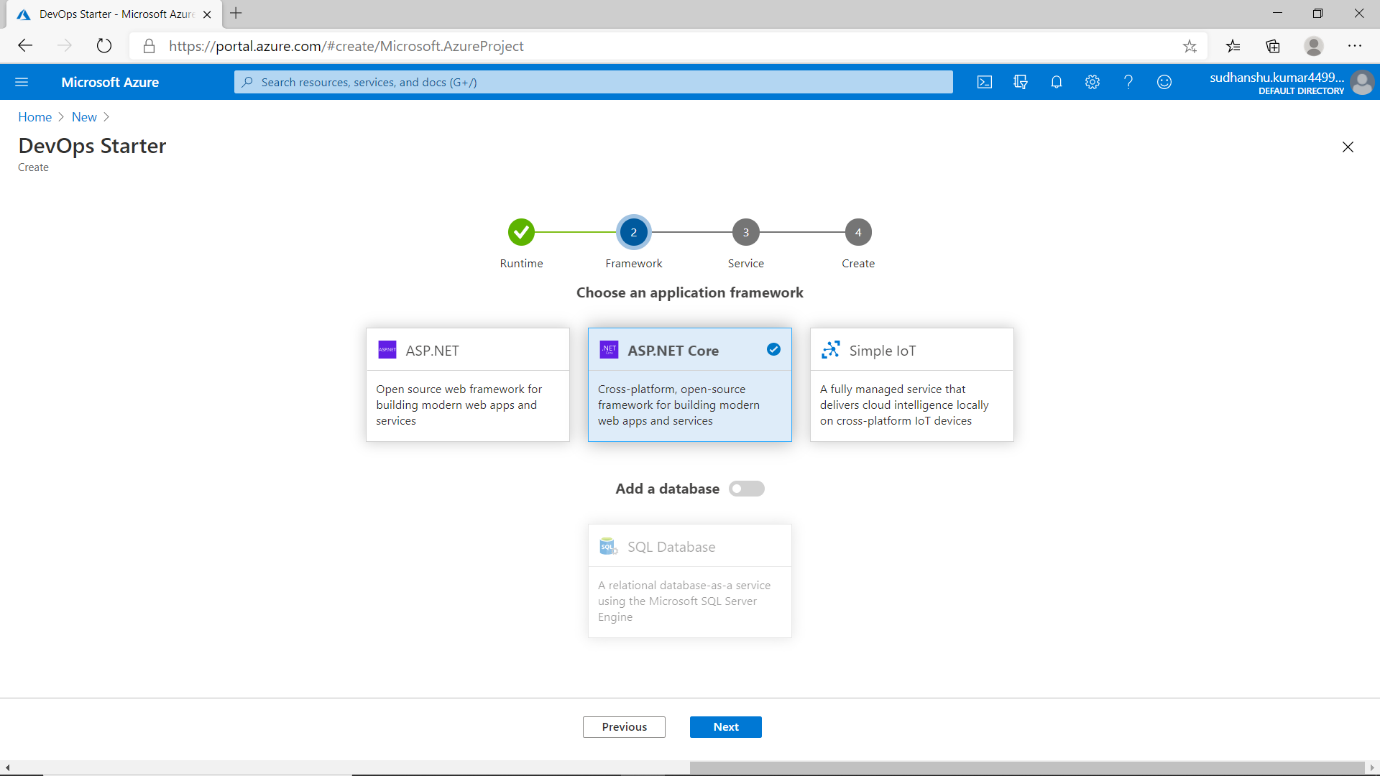 DevOps Starter - Microsoft Azure
https://portal.azure.com/#create/Microsoft.AzureProject
Microsoft Azure
Search resources, services, and docs (G+/)
sudhanshu.kumar4499...
DEFAULT DIRECTORY
Home > New >
DevOps Starter
Create
2 3 4
Runtime Framework Service Create
Choose an application framework
ASP.NET
Open source web framework for
building modern web apps and
services
.NET
ASP.NET Core
Cross-platform, open-source
framework for building modern
web apps and services
Simple IoT
A fully managed service that
delivers cloud intelligence locally
on cross-platform IoT devices
Add a database
SQL
SQL Database
A relational database-as-a service
using the Microsoft SQL Server
Engine
Previous Next